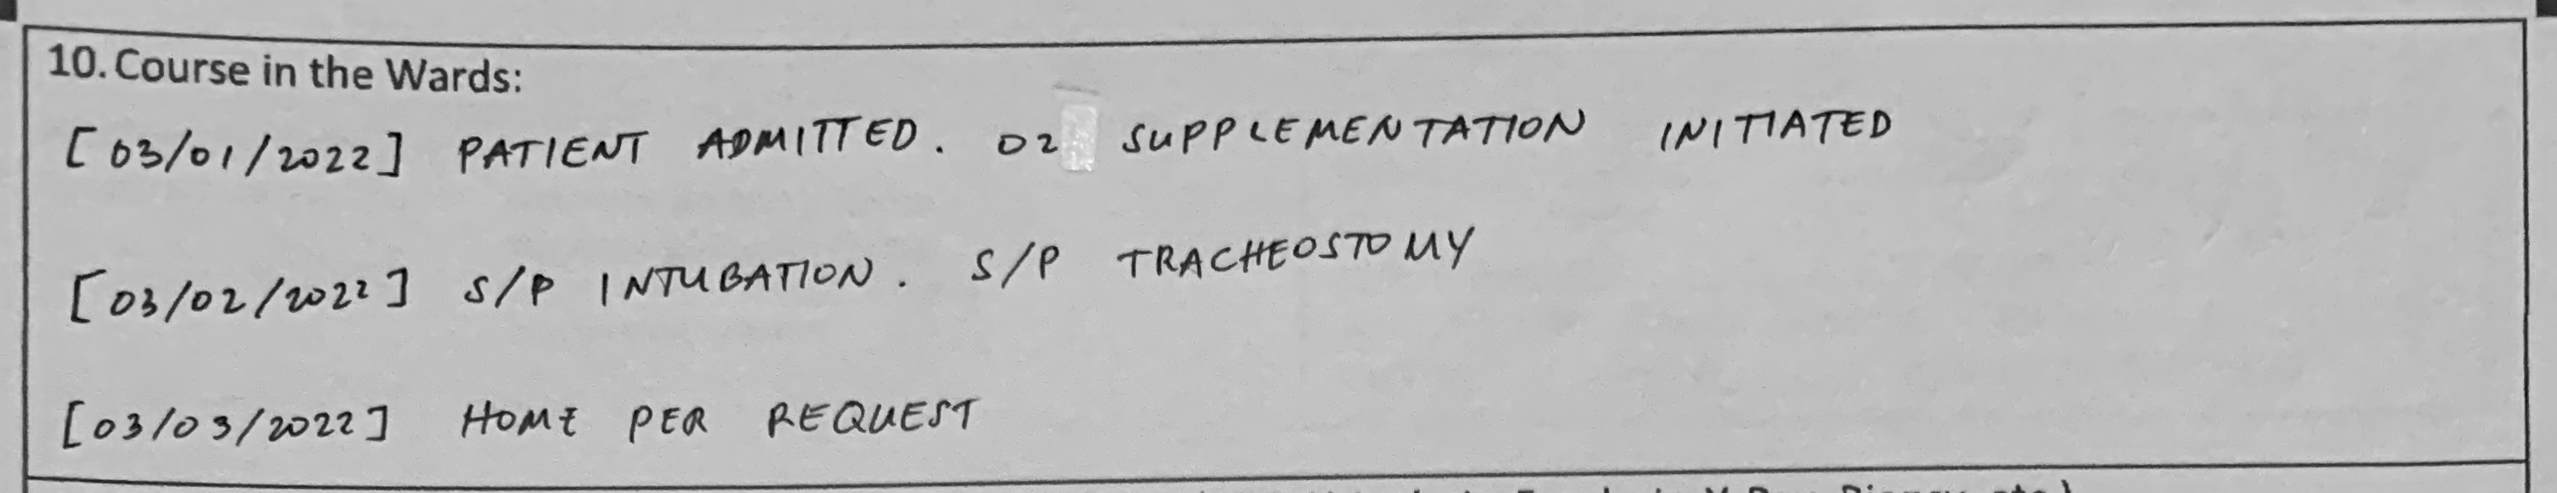 10. Course in the Wards:
[03/01/2022] PATIENT ADMITTED. O2 SUPPLEMENTATION INITIATED
[03/02/2022] S/P INTUBATION. S/P TRACHEOSTOMY
[03/03/2022] HOME PER REQUEST